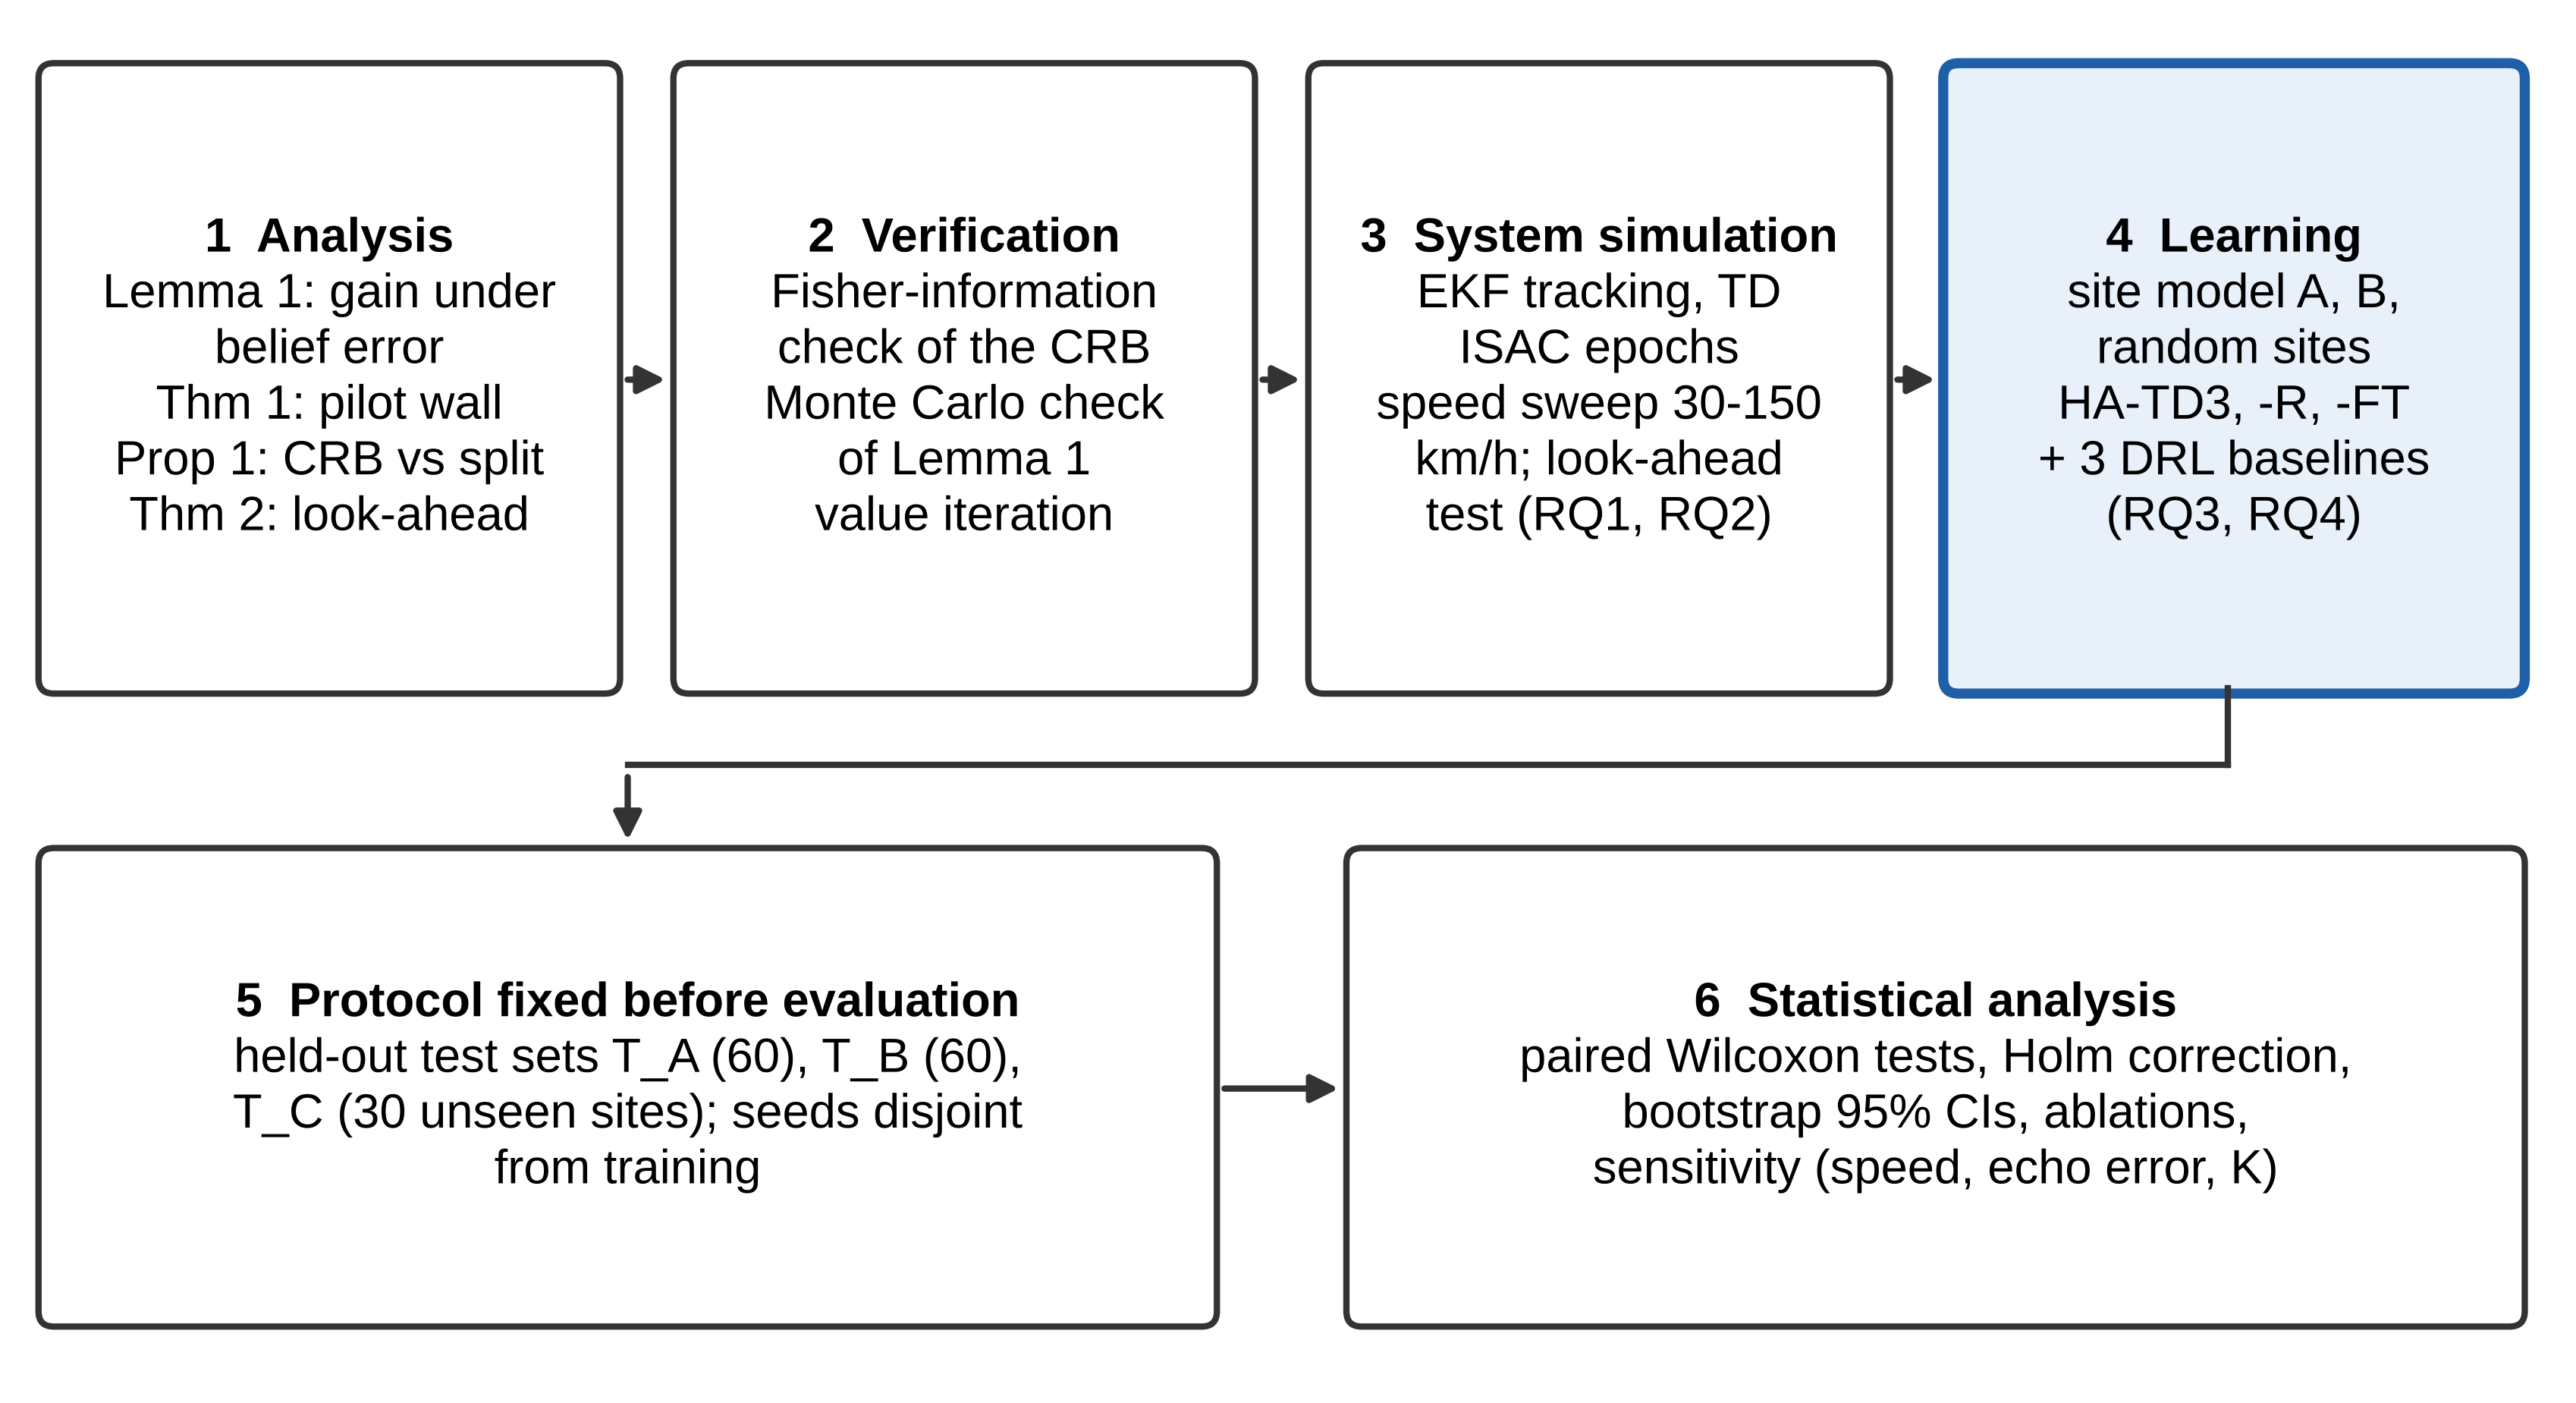 1 Analysis
Lemma 1: gain under
belief error
Thm 1: pilot wall
Prop 1: CRB vs split
Thm 2: look-ahead
2 Verification
Fisher-information
check of the CRB
Monte Carlo check
of Lemma 1
value iteration
3 System simulation
EKF tracking, TD
ISAC epochs
speed sweep 30-150
km/h; look-ahead
test (RQ1, RQ2)
4 Learning
site model A, B,
random sites
HA-TD3, -R, -FT
+ 3 DRL baselines
(RQ3, RQ4)
5 Protocol fixed before evaluation
held-out test sets T_A (60), T_B (60),
T_C (30 unseen sites); seeds disjoint
from training
6 Statistical analysis
paired Wilcoxon tests, Holm correction,
bootstrap 95% CIs, ablations,
sensitivity (speed, echo error, K)